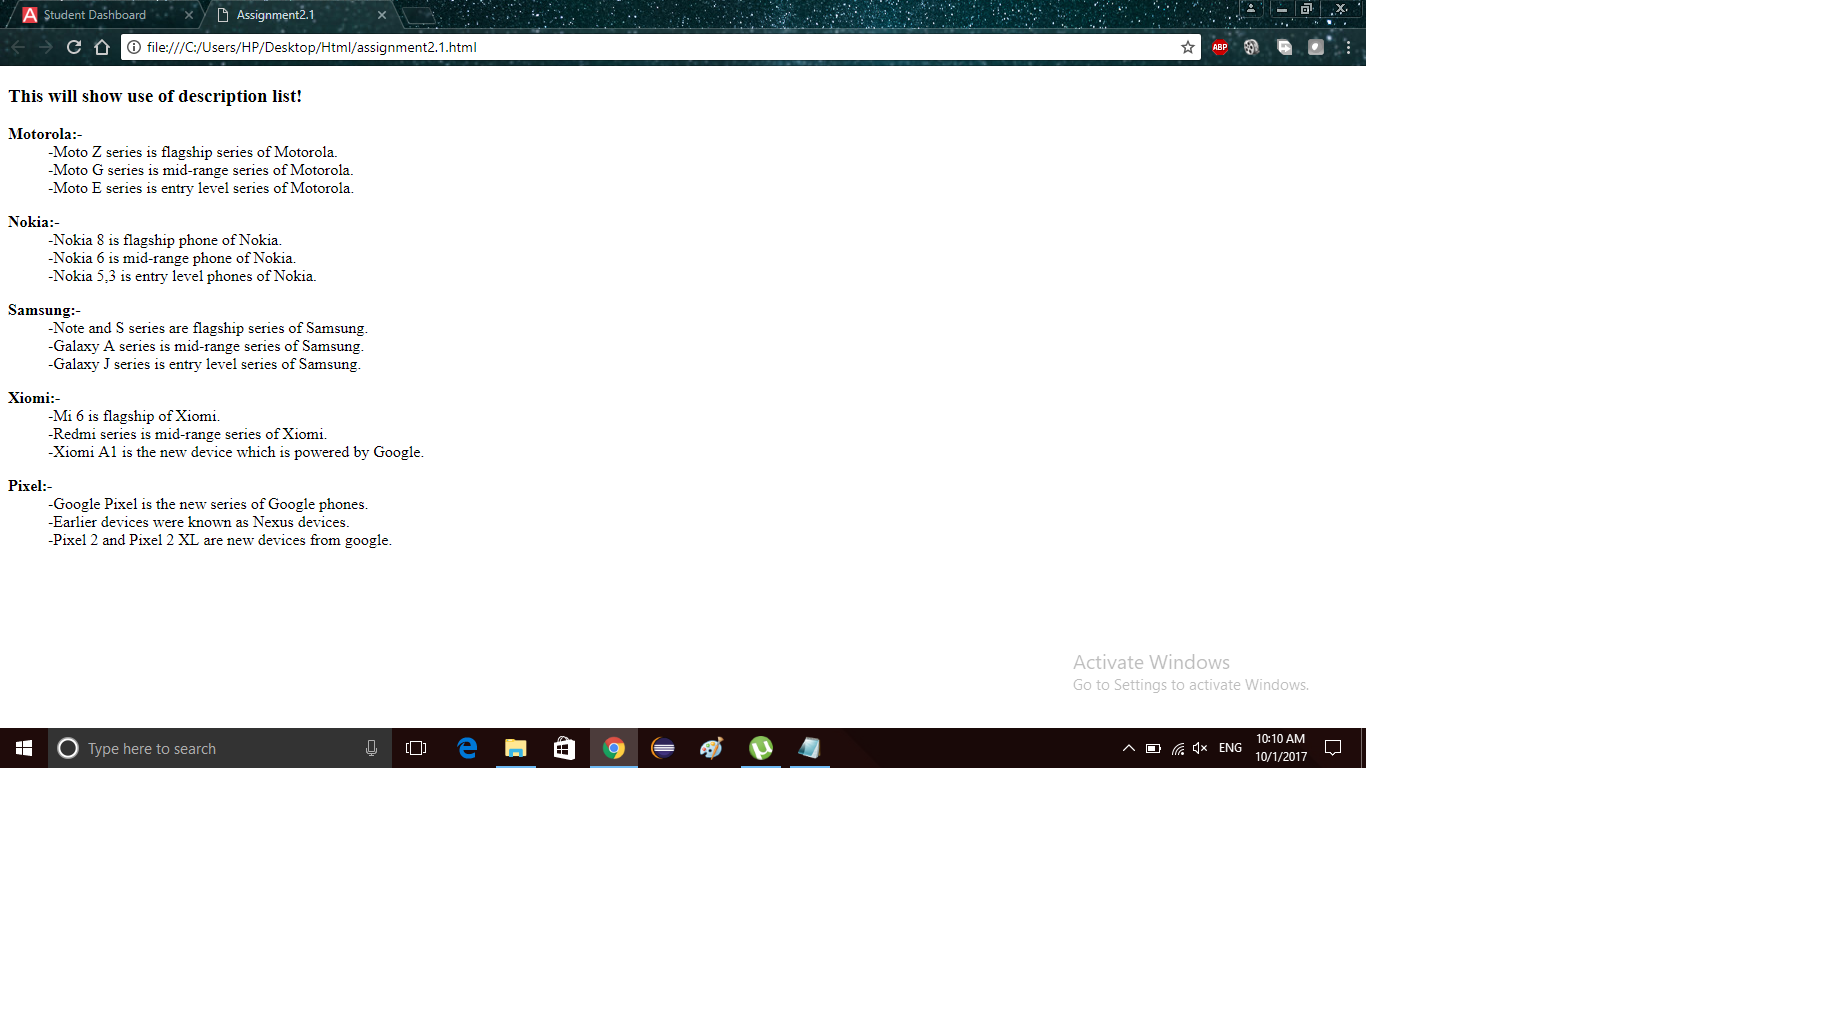 Student Dashboard
Assignment2.1
file:///C:/Users/HP/Desktop/Html/assignment2.1.html
ABP
This will show use of description list!
Motorola:-
-Moto Z series is flagship series of Motorola.
-Moto G series is mid-range series of Motorola.
-Moto E series is entry level series of Motorola.
Nokia:-
-Nokia 8 is flagship phone of Nokia.
-Nokia 6 is mid-range phone of Nokia.
-Nokia 5,3 is entry level phones of Nokia.
Samsung:-
-Note and S series are flagship series of Samsung.
-Galaxy A series is mid-range series of Samsung.
-Galaxy J series is entry level series of Samsung.
Xiomi:-
-Mi 6 is flagship of Xiomi.
-Redmi series is mid-range series of Xiomi.
-Xiomi A1 is the new device which is powered by Google.
Pixel:-
-Google Pixel is the new series of Google phones.
-Earlier devices were known as Nexus devices.
-Pixel 2 and Pixel 2 XL are new devices from google.
Activate Windows
Go to Settings to activate Windows.
Type here to search
ENG
10:10 AM
10/1/2017